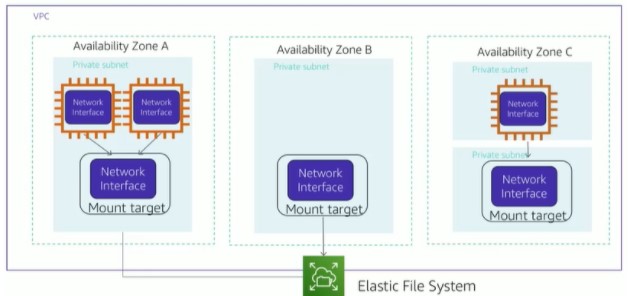 VPC
Availability Zone A
Private subnet
Network
Interface
Network
Interface
Network
Interface
Mount target
Availability Zone B
Private subnet
Network
Interface
Mount target
Availability Zone C
Private subnet
Network
Interface
Private subnet
Network
Interface
Mount target
Elastic File System